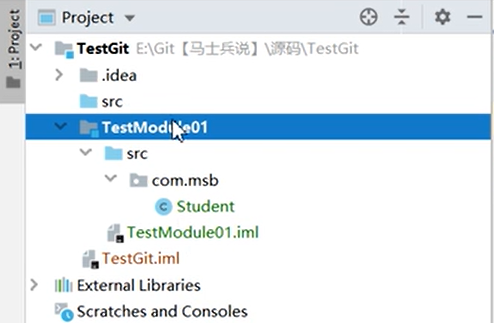 1: Project
Project
TestGit E:\Git【马士兵说】\源码\TestGit
.idea
src
TestModule01
src
com.msb
C Student
TestModule01.iml
TestGit.iml
External Libraries
Scratches and Consoles